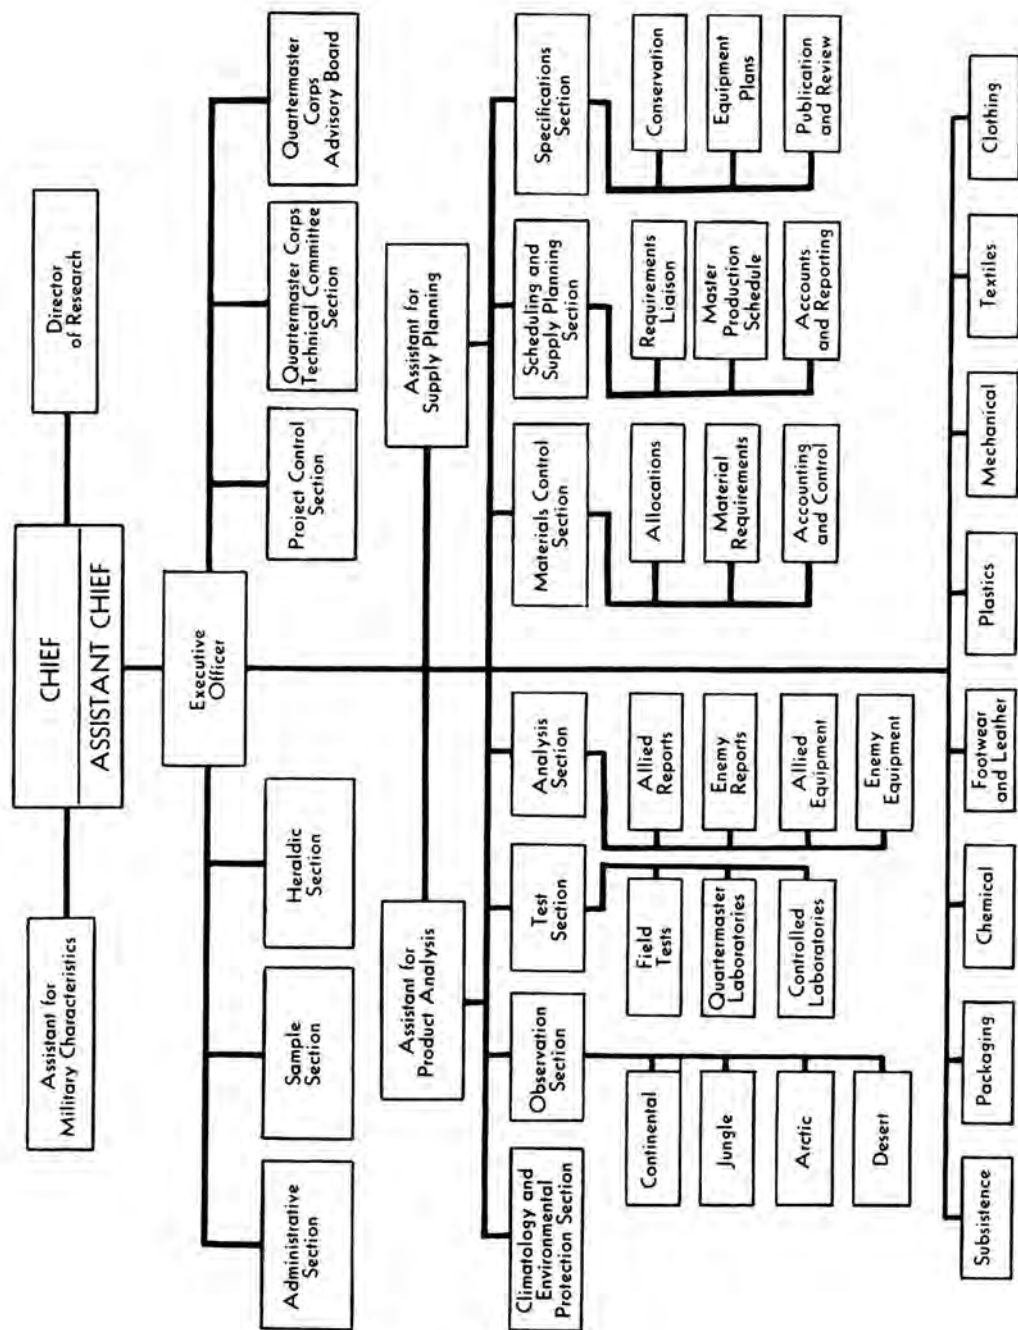 CHIEF
ASSISTANT CHIEF
Assistant for
Military Characteristics
Director
of Research
Executive
Officer
Administrative
Section
Sample
Section
Heraldic
Section
Project Control
Section
Quartermaster Corps
Technical Committee
Section
Quartermaster
Corps
Advisory Board
Assistant for
Product Analysis
Assistant for
Supply Planning
Climatology and
Environmental
Protection Section
Observation
Section
Test
Section
Analysis
Section
Materials Control
Section
Scheduling and
Supply Planning
Section
Specifications
Section
Continental
Jungle
Arctic
Desert
Field
Tests
Quartermaster
Laboratories
Controlled
Laboratories
Allied
Reports
Enemy
Reports
Allied
Equipment
Enemy
Equipment
Allocations
Material
Requirements
Accounting
and Control
Requirements
Liaison
Master
Production
Schedule
Accounts
and Reporting
Conservation
Equipment
Plans
Publication
and Review
Subsistence
Packaging
Chemical
Footwear
and Leather
Plastics
Mechanical
Textiles
Clothing